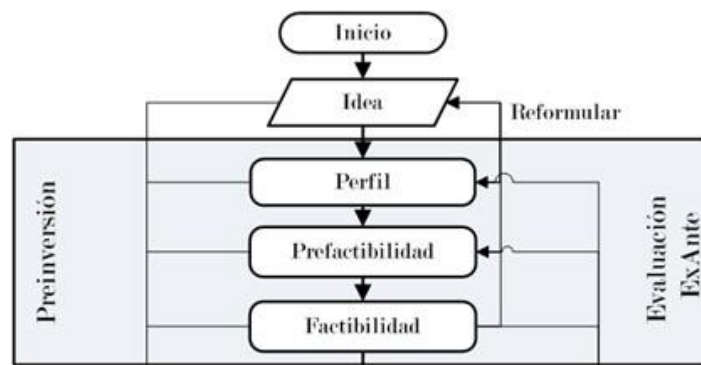 Inicio
Idea
Reformular
Perfil
Prefactibilidad
Factibilidad
Preinversión
Evaluación
ExAnte